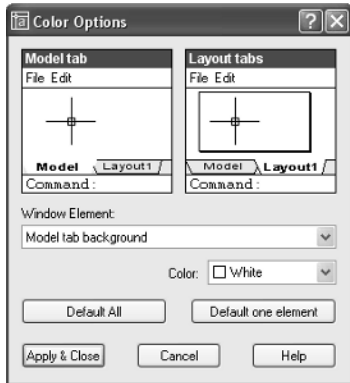 Color Options
Model tab
Layout tabs
File Edit
File Edit
Model Layout1
Model Layout1
Command:
Command:
Window Element:
Model tab background
Color: White
Default All
Default one element
Apply & Close
Cancel
Help